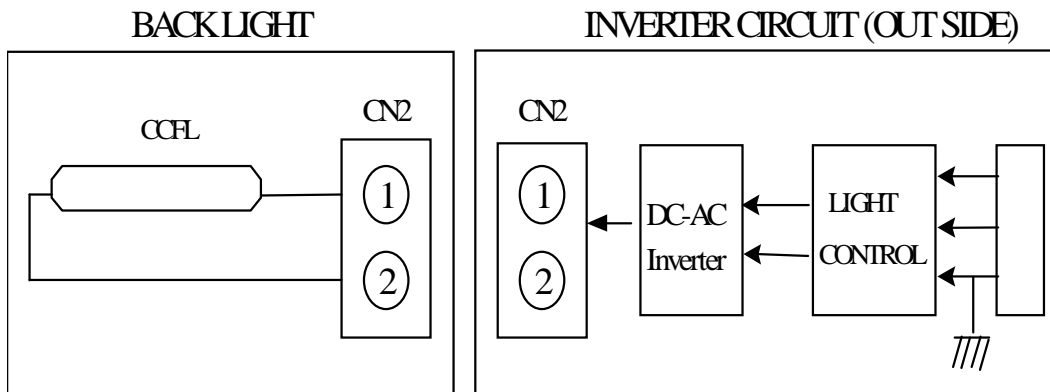 BACK LIGHT
CCFL
CN2
1
2
INVERTER CIRCUIT (OUT SIDE)
CN2
1
2
DC-AC
Inverter
LIGHT
CONTROL